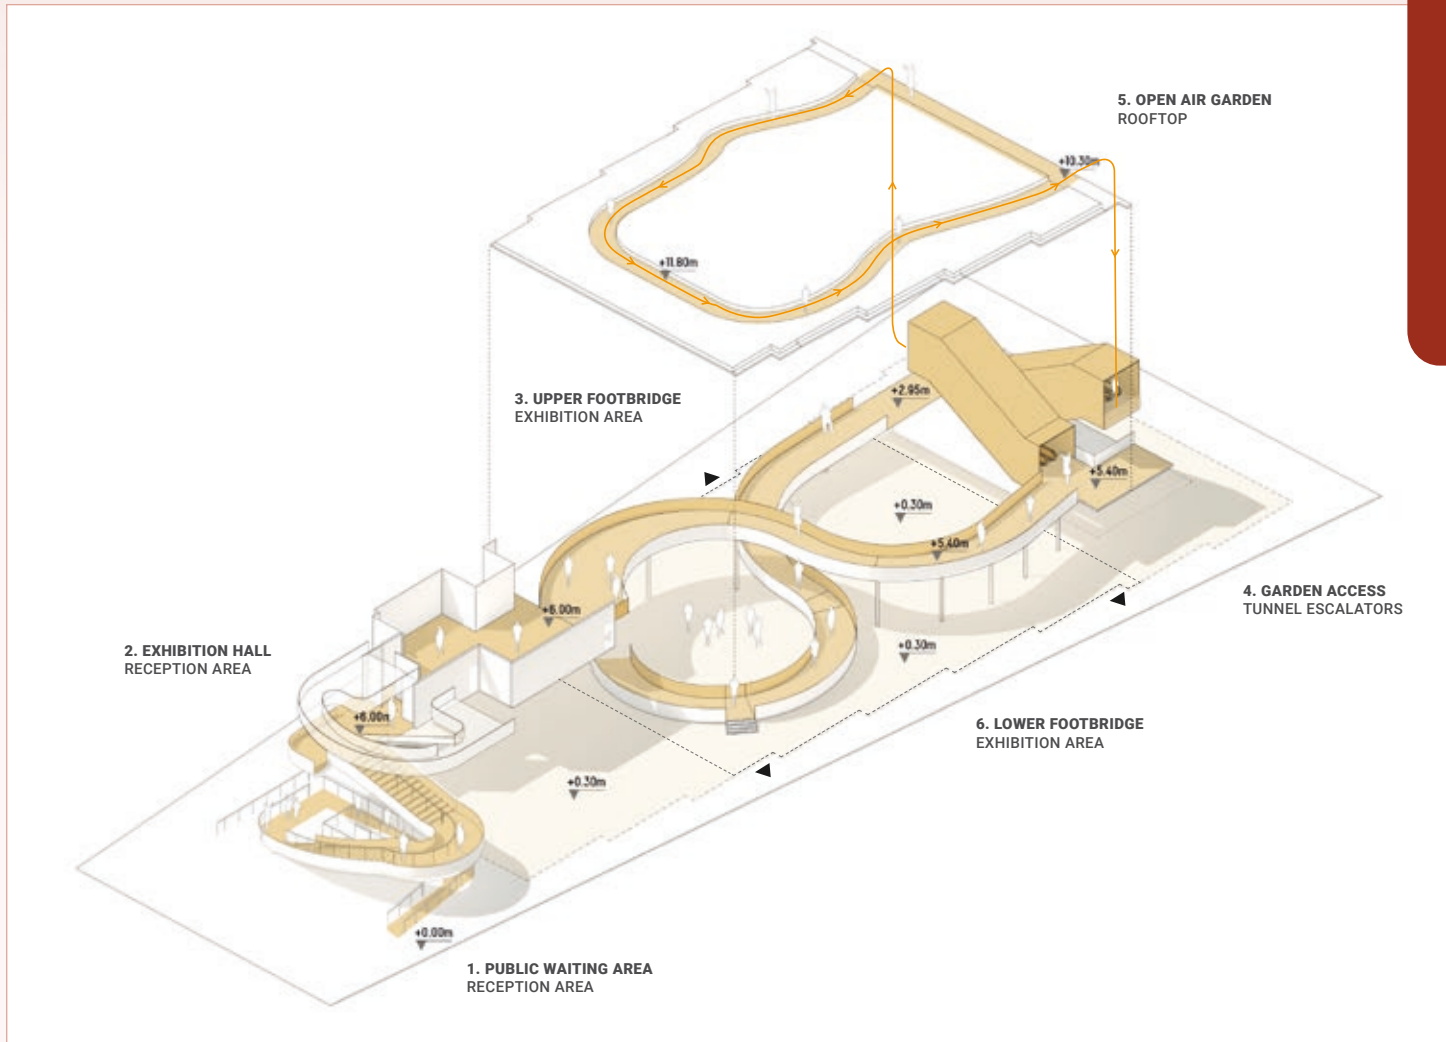 5. OPEN AIR GARDEN
ROOFTOP
+10.30m
+11.80m
3. UPPER FOOTBRIDGE
EXHIBITION AREA
+2.95m
+5.40m
+0.30m
+5.40m
4. GARDEN ACCESS
TUNNEL ESCALATORS
+6.00m
+0.30m
2. EXHIBITION HALL
RECEPTION AREA
+6.00m
6. LOWER FOOTBRIDGE
EXHIBITION AREA
+0.30m
+0.00m
1. PUBLIC WAITING AREA
RECEPTION AREA